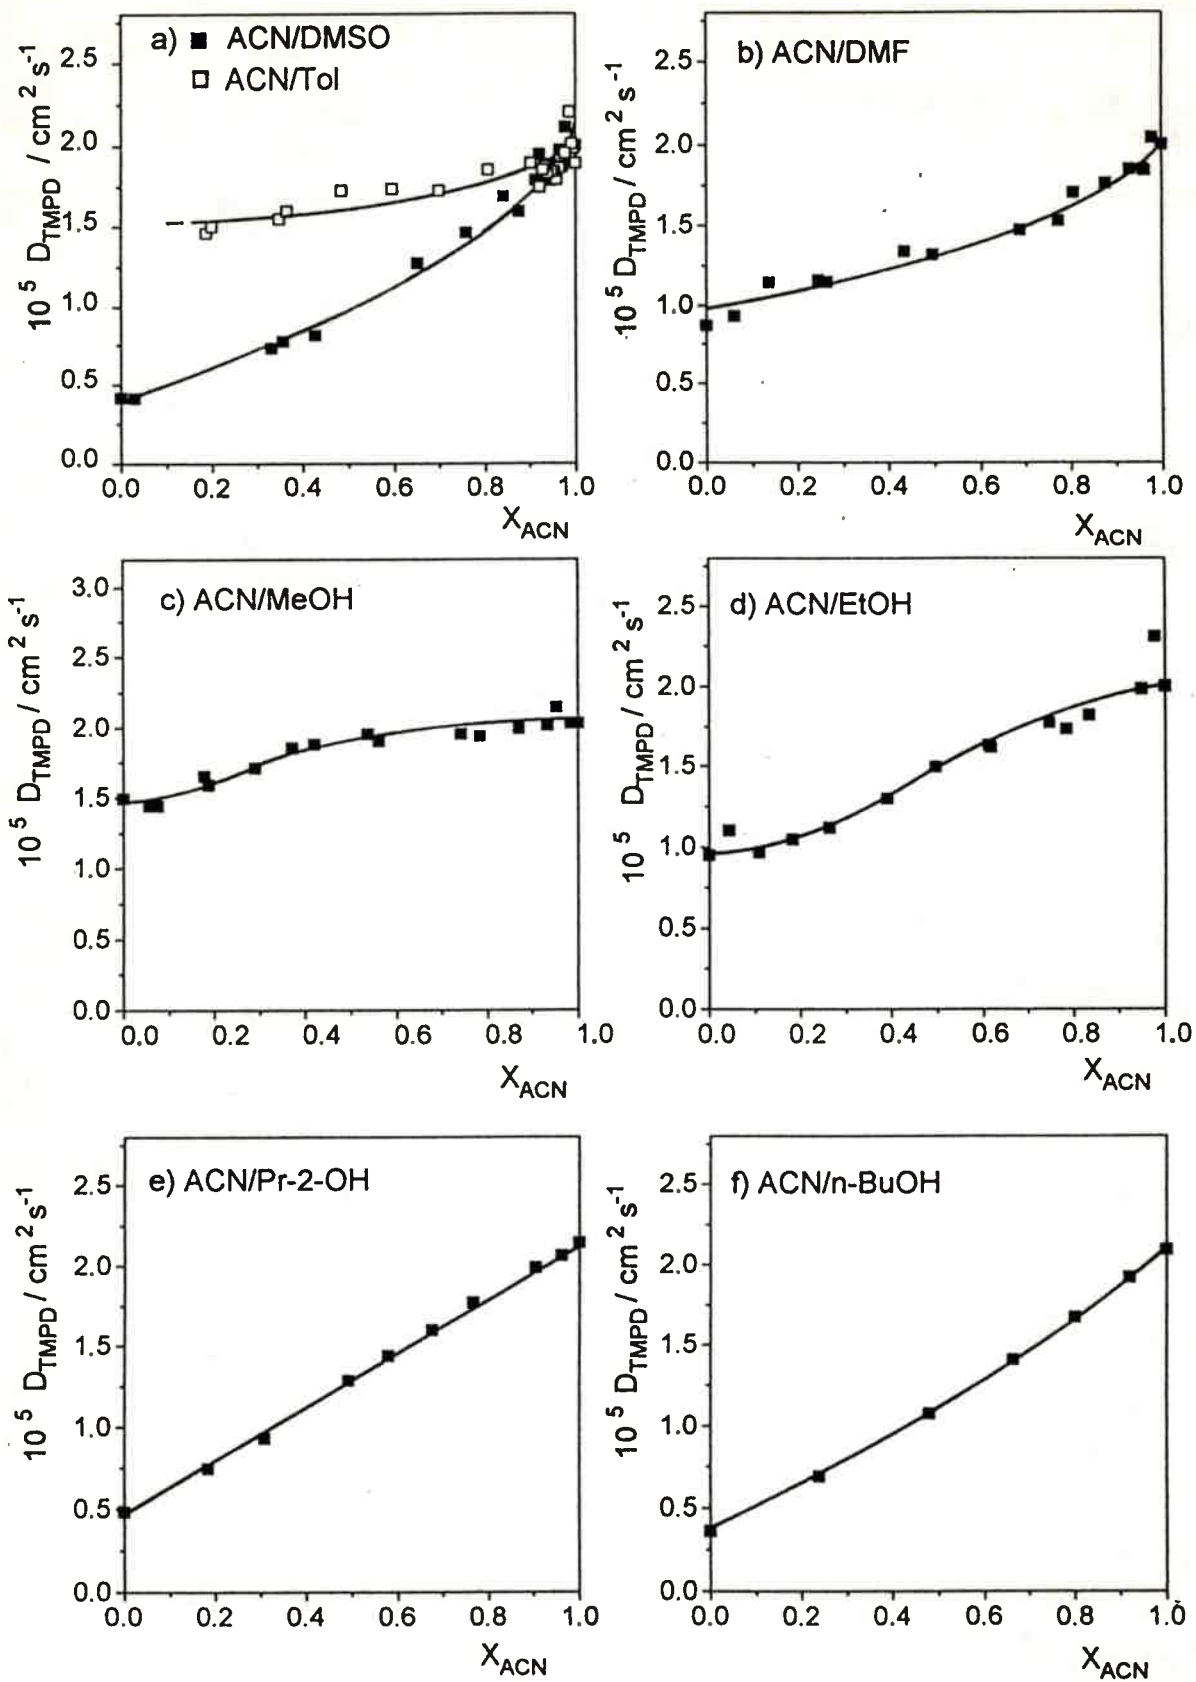 a) ■ ACN/DMSO
□ ACN/Tol
10⁵ D_TMPD / cm² s⁻¹
2.5
2.0
1.5
1.0
0.5
0.0
0.0 0.2 0.4 0.6 0.8 1.0
X_ACN
b) ACN/DMF
10⁵ D_TMPD / cm² s⁻¹
2.5
2.0
1.5
1.0
0.5
0.0
0.0 0.2 0.4 0.6 0.8 1.0
X_ACN
c) ACN/MeOH
10⁵ D_TMPD / cm² s⁻¹
3.0
2.5
2.0
1.5
1.0
0.5
0.0
0.0 0.2 0.4 0.6 0.8 1.0
X_ACN
d) ACN/EtOH
10⁵ D_TMPD / cm² s⁻¹
2.5
2.0
1.5
1.0
0.5
0.0
0.0 0.2 0.4 0.6 0.8 1.0
X_ACN
e) ACN/Pr-2-OH
10⁵ D_TMPD / cm² s⁻¹
2.5
2.0
1.5
1.0
0.5
0.0
0.0 0.2 0.4 0.6 0.8 1.0
X_ACN
f) ACN/n-BuOH
10⁵ D_TMPD / cm² s⁻¹
2.5
2.0
1.5
1.0
0.5
0.0
0.0 0.2 0.4 0.6 0.8 1.0
X_ACN